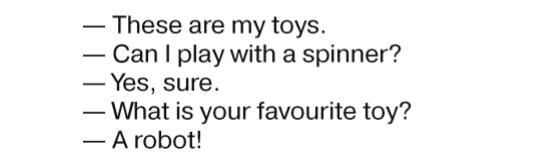 — These are my toys.
— Can I play with a spinner?
— Yes, sure.
— What is your favourite toy?
— A robot!